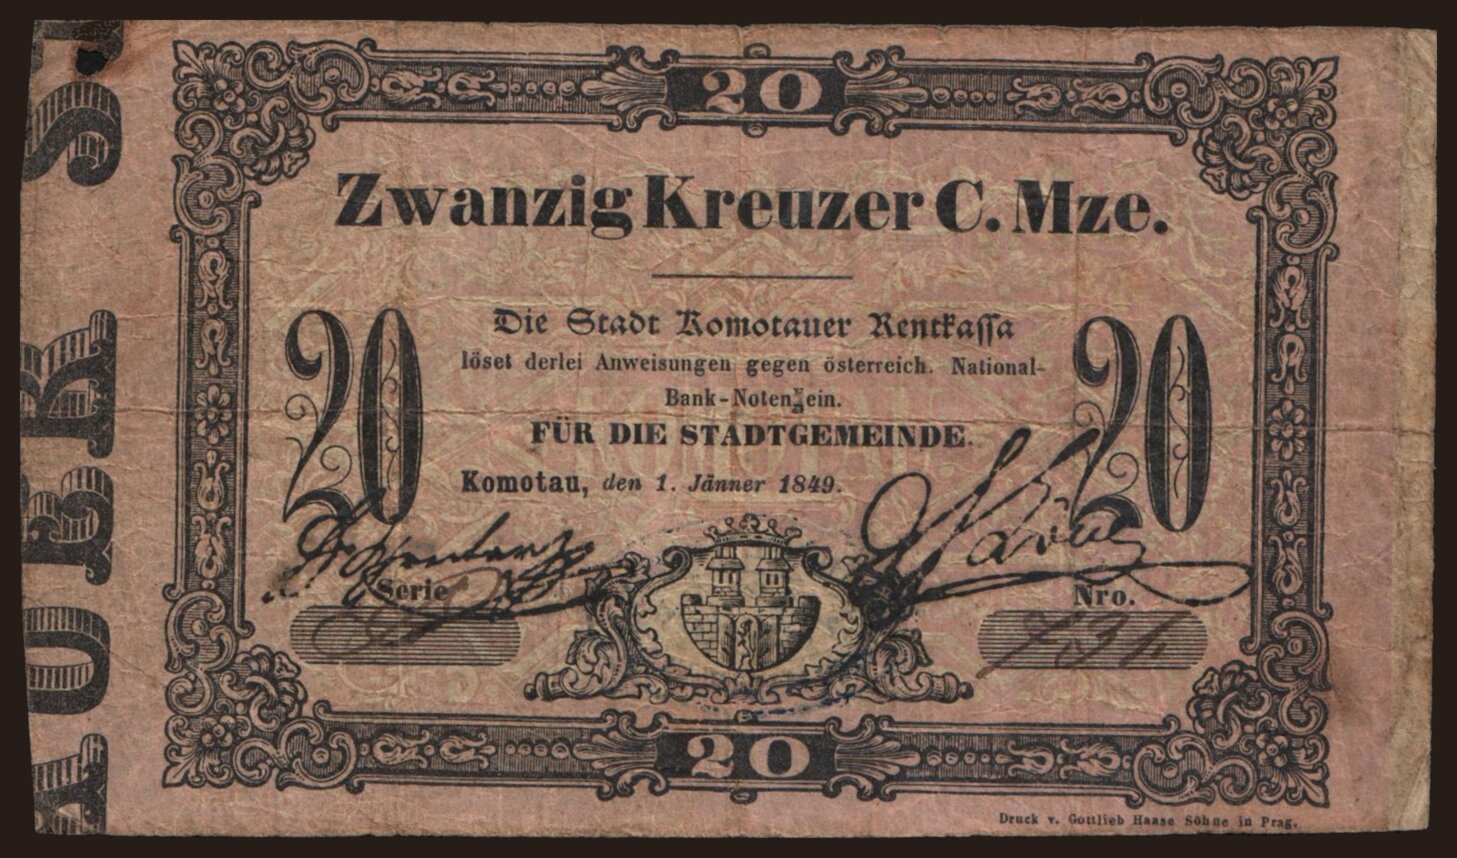 20
Zwanzig Kreuzer C. Mze.
Die Stadt Komotauer Rentkassa
20 löset derlei Anweisungen gegen österreich. National- 20
Bank-Noten ein.
FÜR DIE STADTGEMEINDE.
Komotau, den 1. Jänner 1849.
Serie Nro.
20
Druck v. Gottlieb Haase Söhne in Prag.